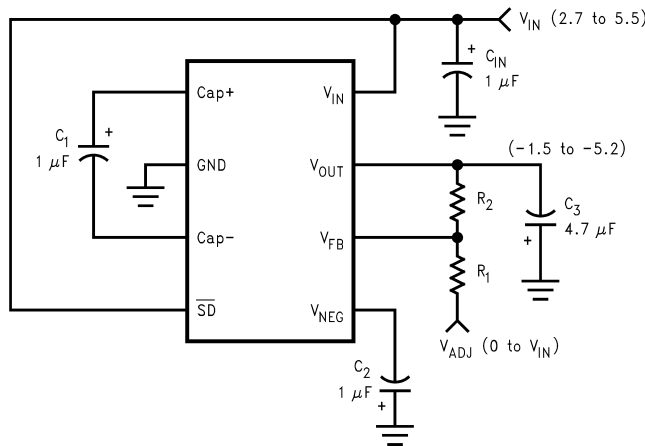 V_IN (2.7 to 5.5)
+
C_IN
1 μF
Cap+
V_IN
C_1
+
1 μF
GND
V_OUT
(−1.5 to −5.2)
R_2
C_3
4.7 μF
+
Cap−
V_FB
R_1
S̅D̅
V_NEG
V_ADJ (0 to V_IN)
C_2
1 μF
+